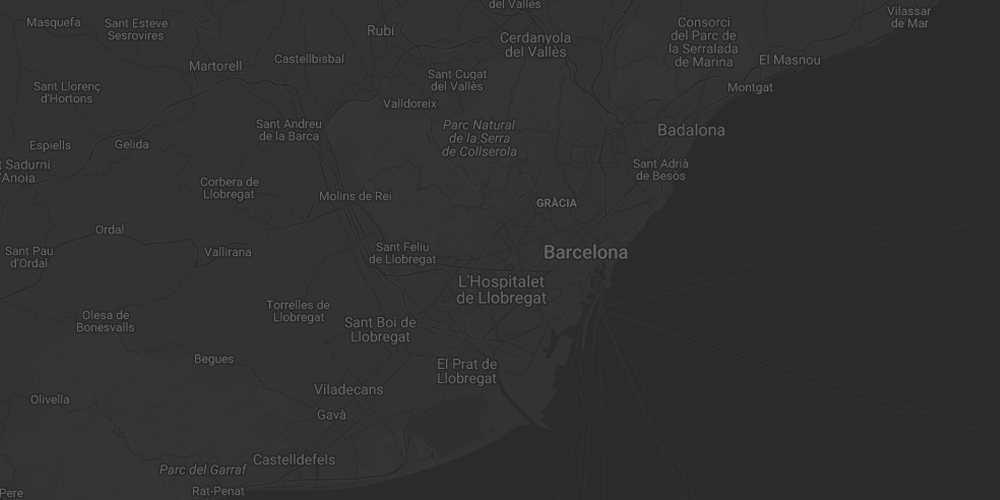 del Vallès
Masquefa
Sant Esteve
Sesrovires
Rubí
Cerdanyola
del Vallès
Consorci
del Parc de
la Serralada
de Marina
Vilassar
de Mar
Martorell
Castellbisbal
Sant Cugat
del Vallès
El Masnou
Montgat
Sant Llorenç
d'Hortons
Valldoreix
Sant Andreu
de la Barca
Parc Natural
de la Serra
de Collserola
Badalona
Espiells
Gelida
t Sadurní
'Anoia
Sant Adrià
de Besòs
Corbera de
Llobregat
Molins de Rei
GRÀCIA
Ordal
Sant Pau
d'Ordal
Vallirana
Sant Feliu
de Llobregat
Barcelona
L'Hospitalet
de Llobregat
Torrelles de
Llobregat
Olesa de
Bonesvalls
Sant Boi de
Llobregat
Begues
El Prat de
Llobregat
Viladecans
Olivella
Gavà
Castelldefels
Parc del Garraf
Rat-Penat
Pere